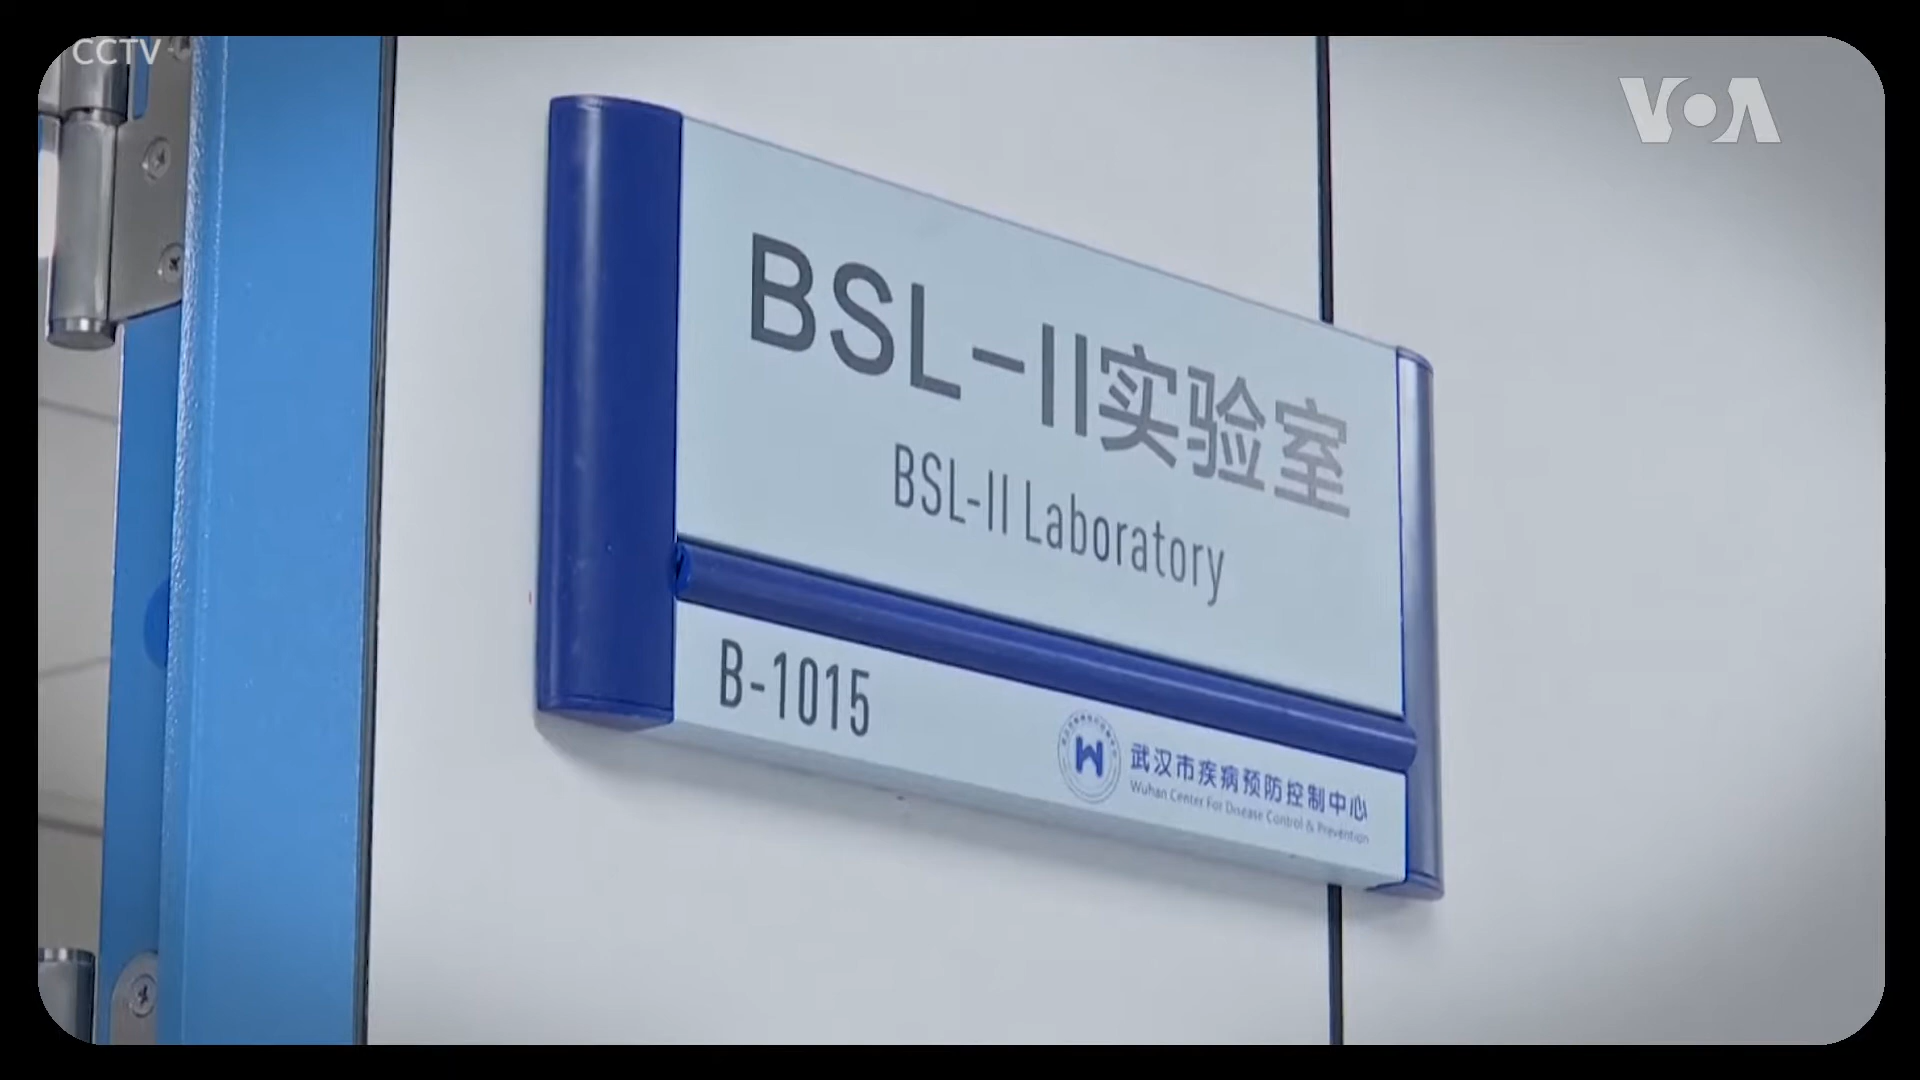 CCTV
VOA
BSL-II实验室
BSL-II Laboratory
B-1015
武汉市疾病预防控制中心
Wuhan Center For Disease Control & Prevention